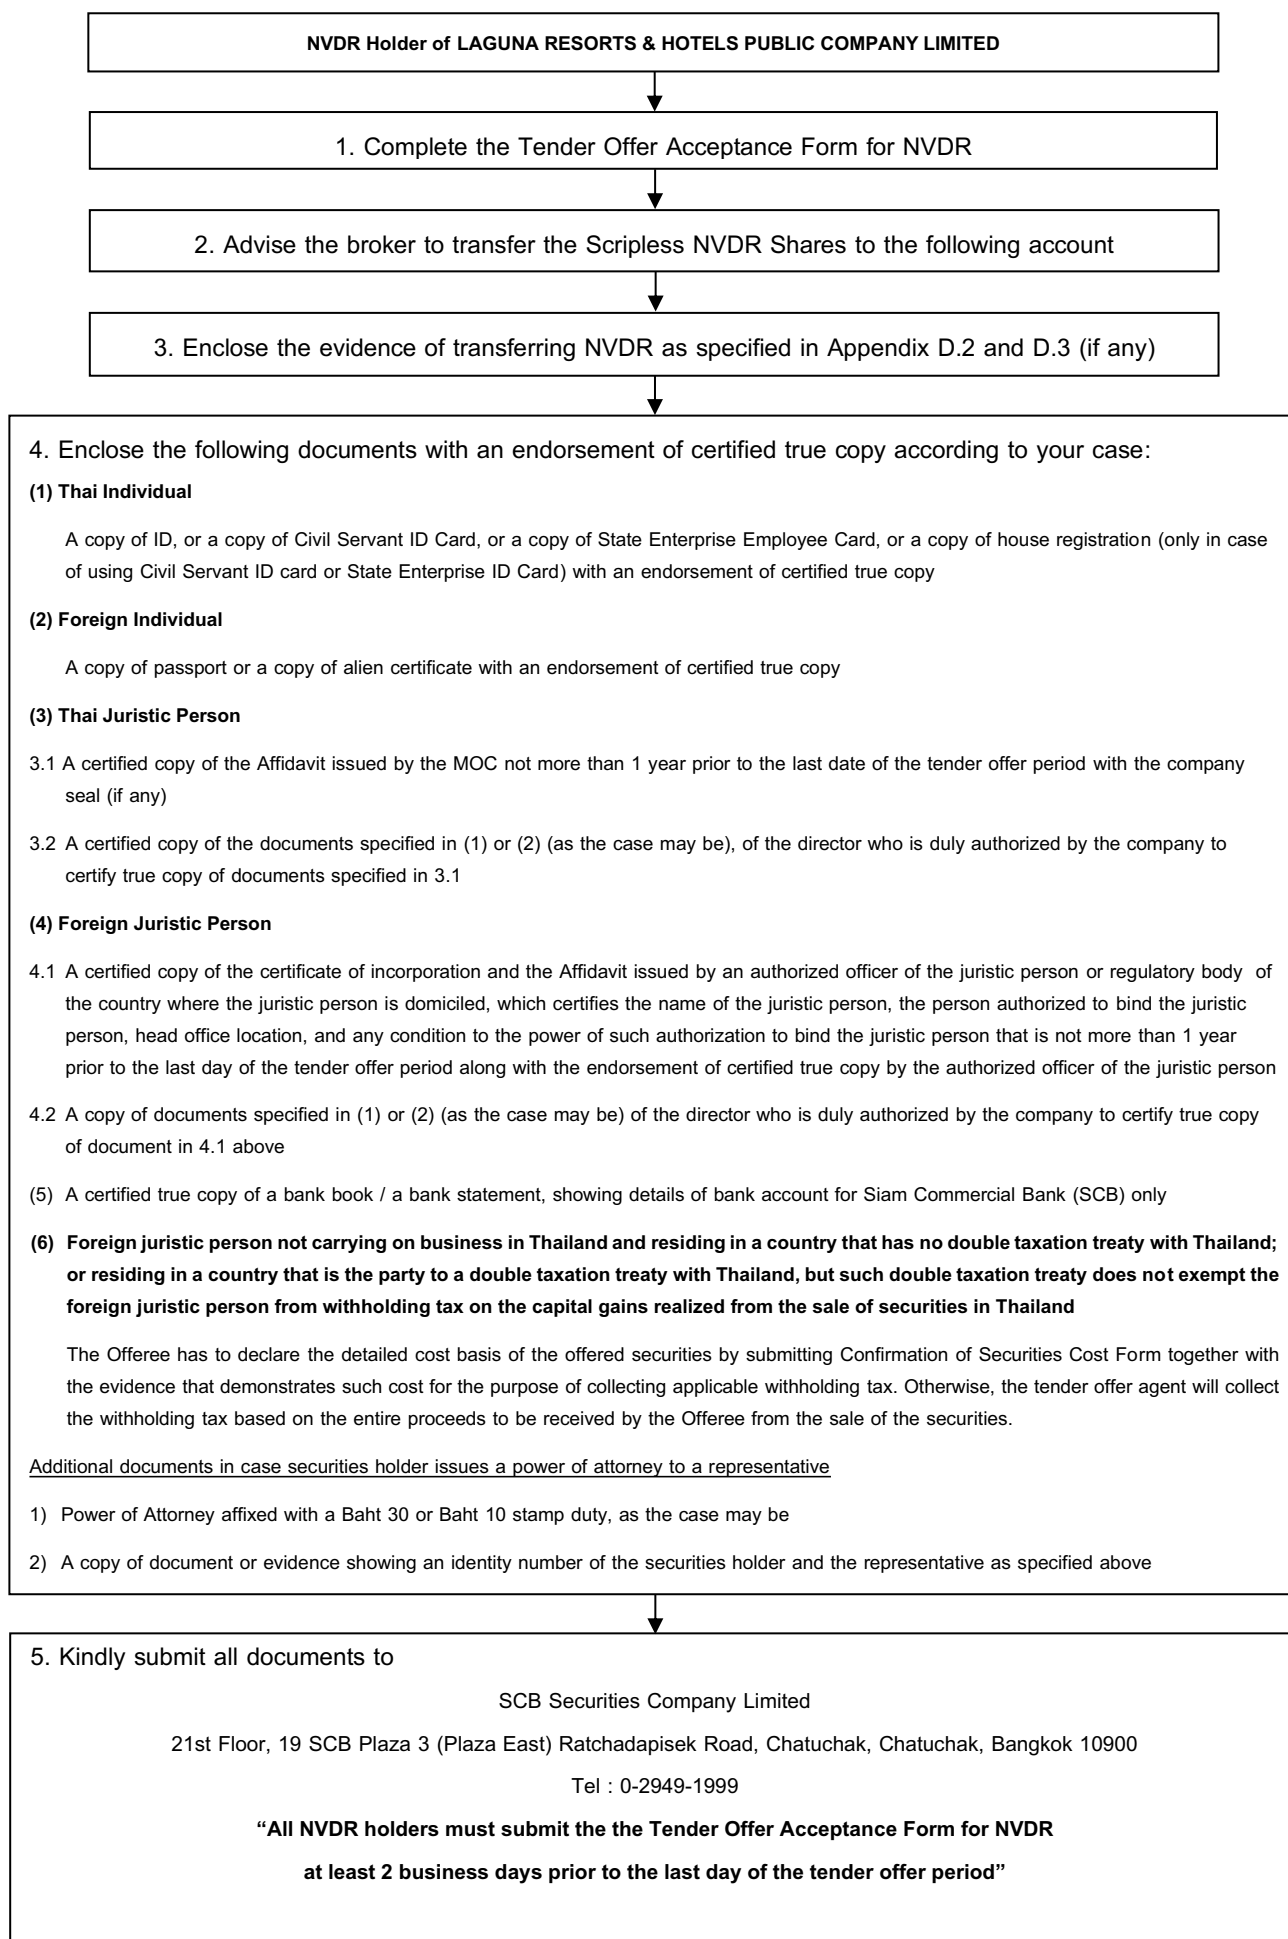 NVDR Holder of LAGUNA RESORTS & HOTELS PUBLIC COMPANY LIMITED
1. Complete the Tender Offer Acceptance Form for NVDR
2. Advise the broker to transfer the Scripless NVDR Shares to the following account
3. Enclose the evidence of transferring NVDR as specified in Appendix D.2 and D.3 (if any)
4. Enclose the following documents with an endorsement of certified true copy according to your case:
(1) Thai Individual
A copy of ID, or a copy of Civil Servant ID Card, or a copy of State Enterprise Employee Card, or a copy of house registration (only in case
of using Civil Servant ID card or State Enterprise ID Card) with an endorsement of certified true copy
(2) Foreign Individual
A copy of passport or a copy of alien certificate with an endorsement of certified true copy
(3) Thai Juristic Person
3.1 A certified copy of the Affidavit issued by the MOC not more than 1 year prior to the last date of the tender offer period with the company
seal (if any)
3.2 A certified copy of the documents specified in (1) or (2) (as the case may be), of the director who is duly authorized by the company to
certify true copy of documents specified in 3.1
(4) Foreign Juristic Person
4.1 A certified copy of the certificate of incorporation and the Affidavit issued by an authorized officer of the juristic person or regulatory body of
the country where the juristic person is domiciled, which certifies the name of the juristic person, the person authorized to bind the juristic
person, head office location, and any condition to the power of such authorization to bind the juristic person that is not more than 1 year
prior to the last day of the tender offer period along with the endorsement of certified true copy by the authorized officer of the juristic person
4.2 A copy of documents specified in (1) or (2) (as the case may be) of the director who is duly authorized by the company to certify true copy
of document in 4.1 above
(5) A certified true copy of a bank book / a bank statement, showing details of bank account for Siam Commercial Bank (SCB) only
(6) Foreign juristic person not carrying on business in Thailand and residing in a country that has no double taxation treaty with Thailand;
or residing in a country that is the party to a double taxation treaty with Thailand, but such double taxation treaty does not exempt the
foreign juristic person from withholding tax on the capital gains realized from the sale of securities in Thailand
The Offeree has to declare the detailed cost basis of the offered securities by submitting Confirmation of Securities Cost Form together with
the evidence that demonstrates such cost for the purpose of collecting applicable withholding tax. Otherwise, the tender offer agent will collect
the withholding tax based on the entire proceeds to be received by the Offeree from the sale of the securities.
Additional documents in case securities holder issues a power of attorney to a representative
1) Power of Attorney affixed with a Baht 30 or Baht 10 stamp duty, as the case may be
2) A copy of document or evidence showing an identity number of the securities holder and the representative as specified above
5. Kindly submit all documents to
SCB Securities Company Limited
21st Floor, 19 SCB Plaza 3 (Plaza East) Ratchadapisek Road, Chatuchak, Chatuchak, Bangkok 10900
Tel : 0-2949-1999
“All NVDR holders must submit the the Tender Offer Acceptance Form for NVDR
at least 2 business days prior to the last day of the tender offer period”